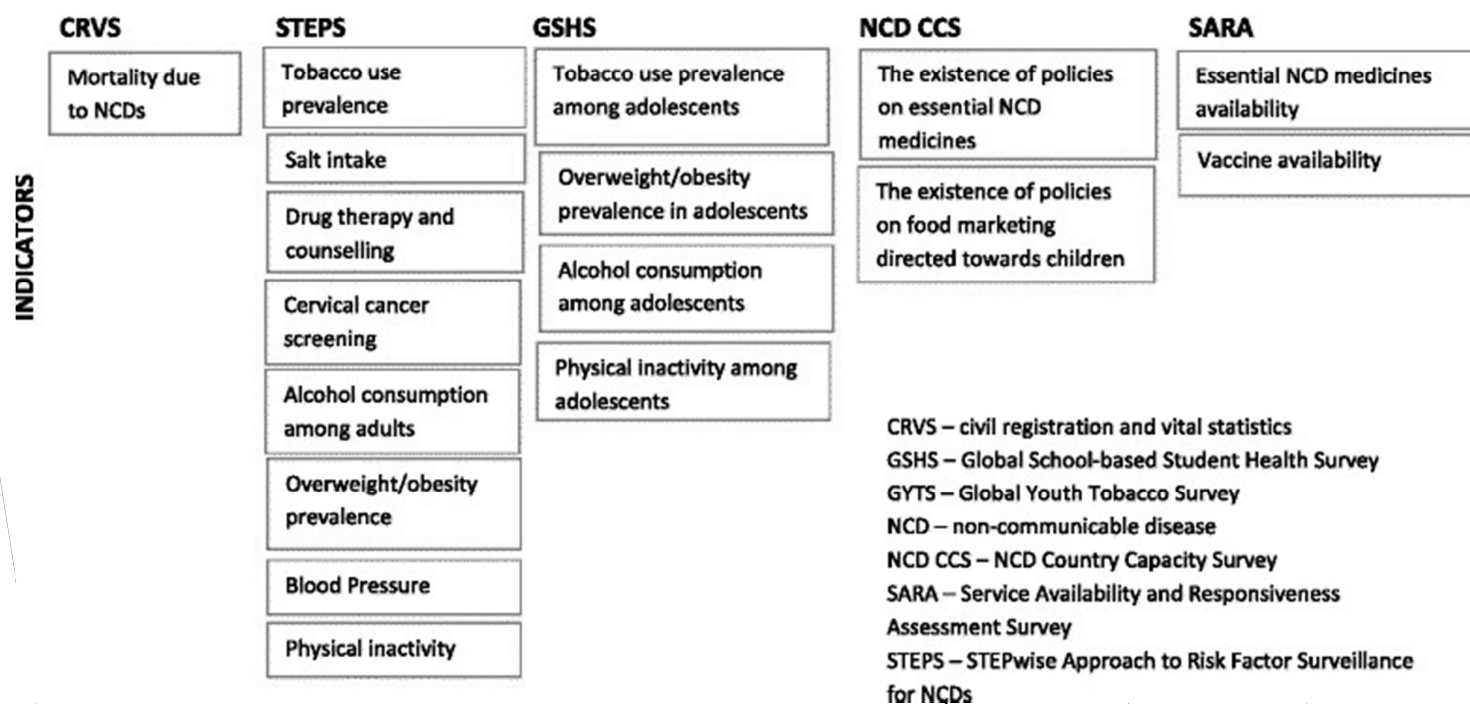 CRVS
Mortality due
to NCDs
STEPS
Tobacco use
prevalence
Salt intake
Drug therapy and
counselling
Cervical cancer
screening
Alcohol consumption
among adults
Overweight/obesity
prevalence
Blood Pressure
Physical inactivity
GSHS
Tobacco use prevalence
among adolescents
Overweight/obesity
prevalence in adolescents
Alcohol consumption
among adolescents
Physical inactivity among
adolescents
NCD CCS
The existence of policies
on essential NCD
medicines
The existence of policies
on food marketing
directed towards children
SARA
Essential NCD medicines
availability
Vaccine availability
INDICATORS
CRVS – civil registration and vital statistics
GSHS – Global School-based Student Health Survey
GYTS – Global Youth Tobacco Survey
NCD – non-communicable disease
NCD CCS – NCD Country Capacity Survey
SARA – Service Availability and Responsiveness
Assessment Survey
STEPS – STEPwise Approach to Risk Factor Surveillance
for NCDs